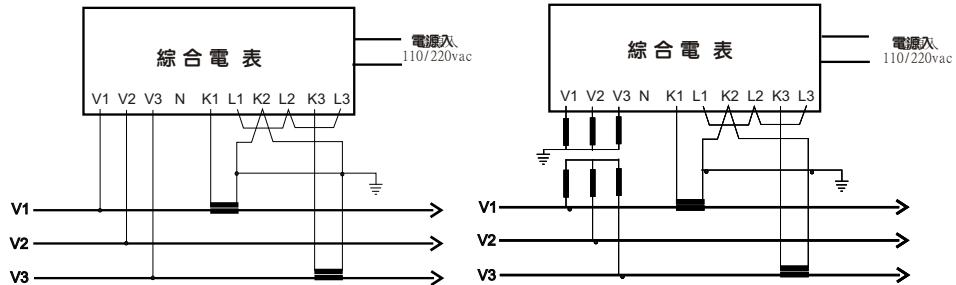 綜合電表
電源入
110/220vac
V1 V2 V3 N K1 L1 K2 L2 K3 L3
V1
V2
V3
綜合電表
電源入
110/220vac
V1 V2 V3 N K1 L1 K2 L2 K3 L3
V1
V2
V3